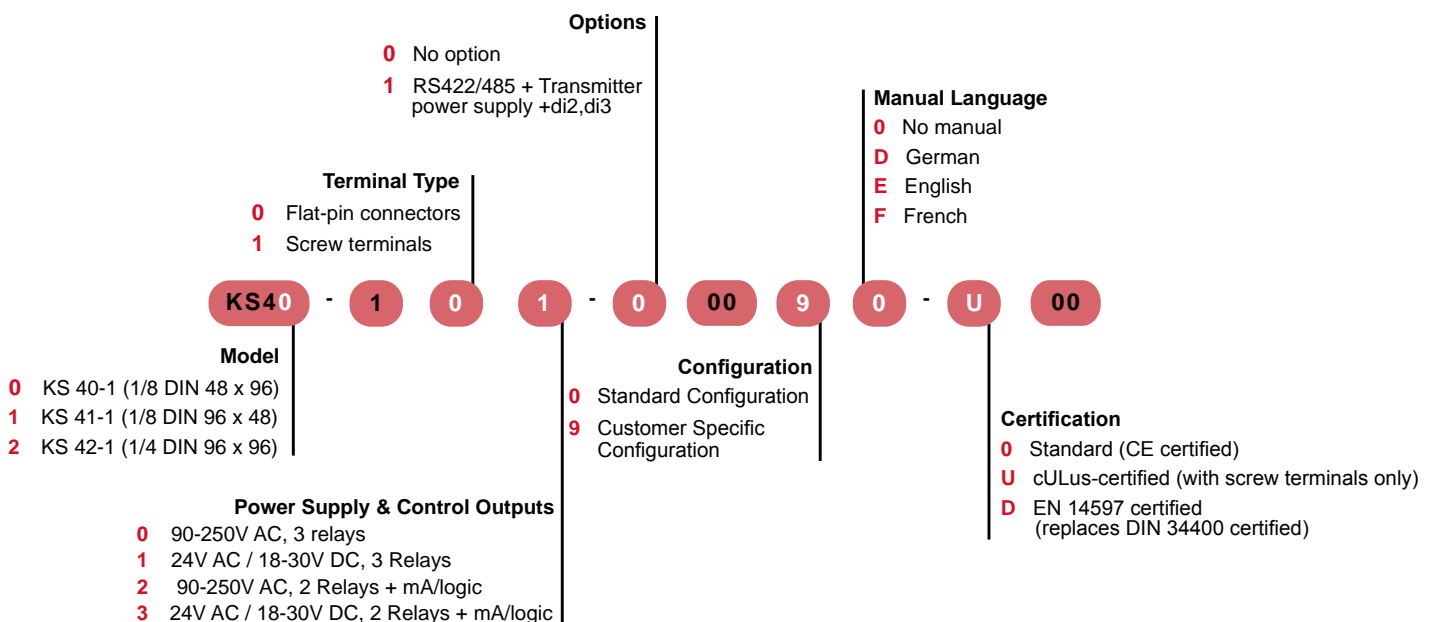 Options
0 No option
1 RS422/485 + Transmitter
power supply +di2,di3
Manual Language
0 No manual
D German
E English
F French
Terminal Type
0 Flat-pin connectors
1 Screw terminals
KS40 - 1 0 1 - 0 00 9 0 - U 00
Model
0 KS 40-1 (1/8 DIN 48 x 96)
1 KS 41-1 (1/8 DIN 96 x 48)
2 KS 42-1 (1/4 DIN 96 x 96)
Configuration
0 Standard Configuration
9 Customer Specific
Configuration
Certification
0 Standard (CE certified)
U cULus-certified (with screw terminals only)
D EN 14597 certified
(replaces DIN 34400 certified)
Power Supply & Control Outputs
0 90-250V AC, 3 relays
1 24V AC / 18-30V DC, 3 Relays
2 90-250V AC, 2 Relays + mA/logic
3 24V AC / 18-30V DC, 2 Relays + mA/logic